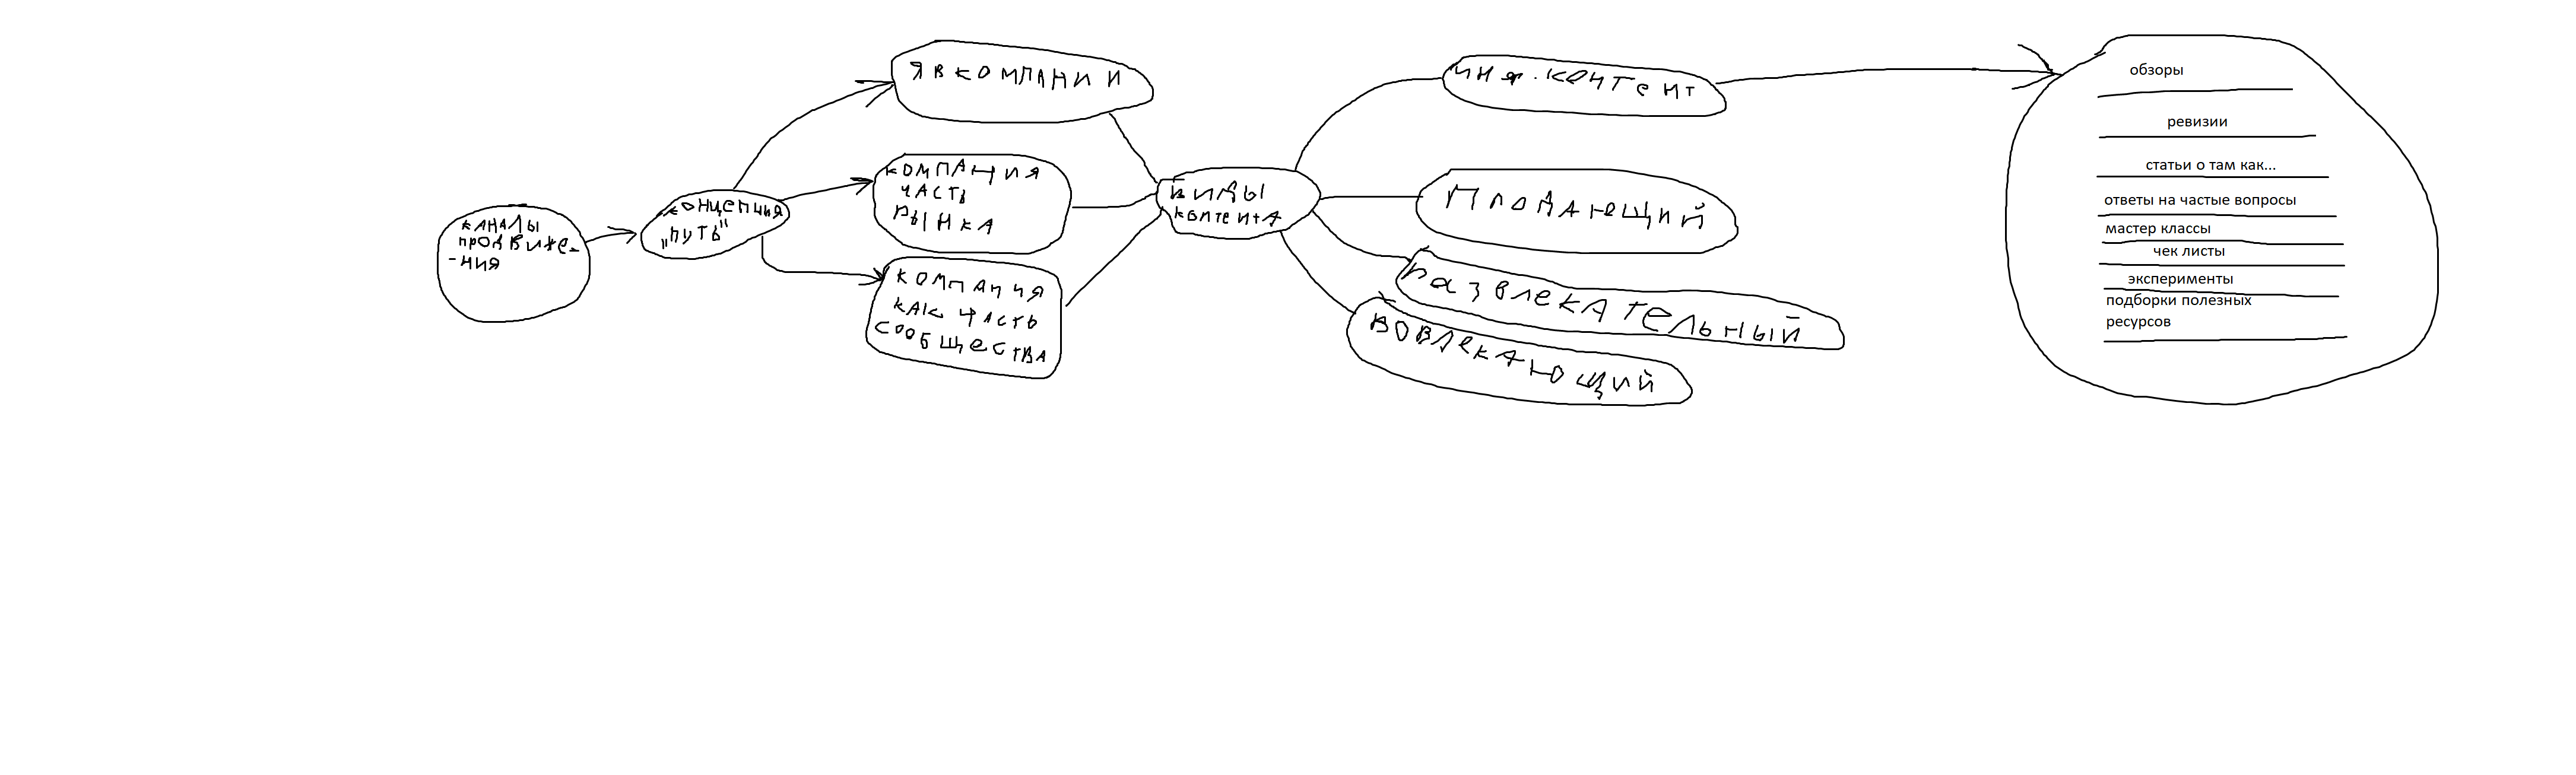 каналы
продвиже-
-ния
концепция
"путь"
я в компании
компания
часть
рынка
компания
как часть
сообщества
виды
контента
инф. контент
продающий
развлекательный
вовлекающий
обзоры
ревизии
статьи о там как...
ответы на частые вопросы
мастер классы
чек листы
эксперименты
подборки полезных
ресурсов